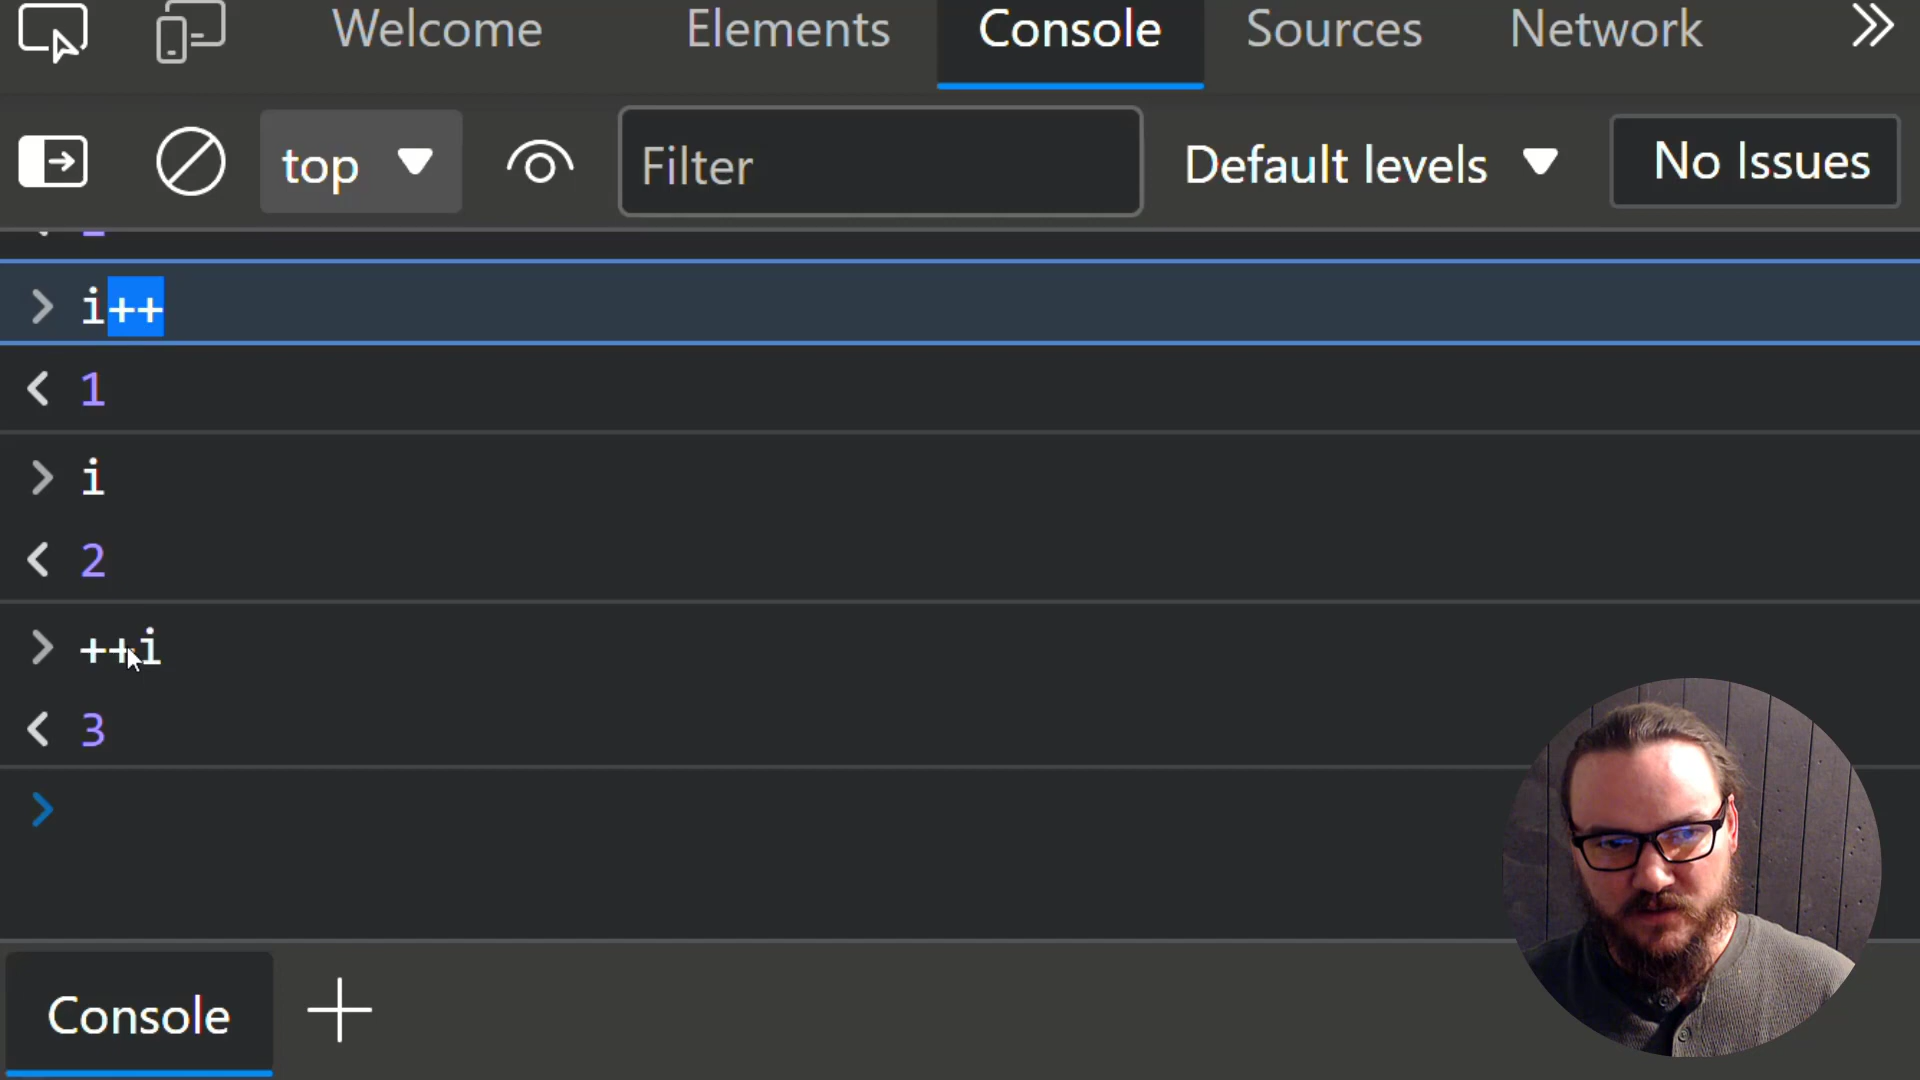 Welcome Elements Console Sources Network
top Filter Default levels No Issues
> i++
< 1
> i
< 2
> ++i
< 3
>
Console +